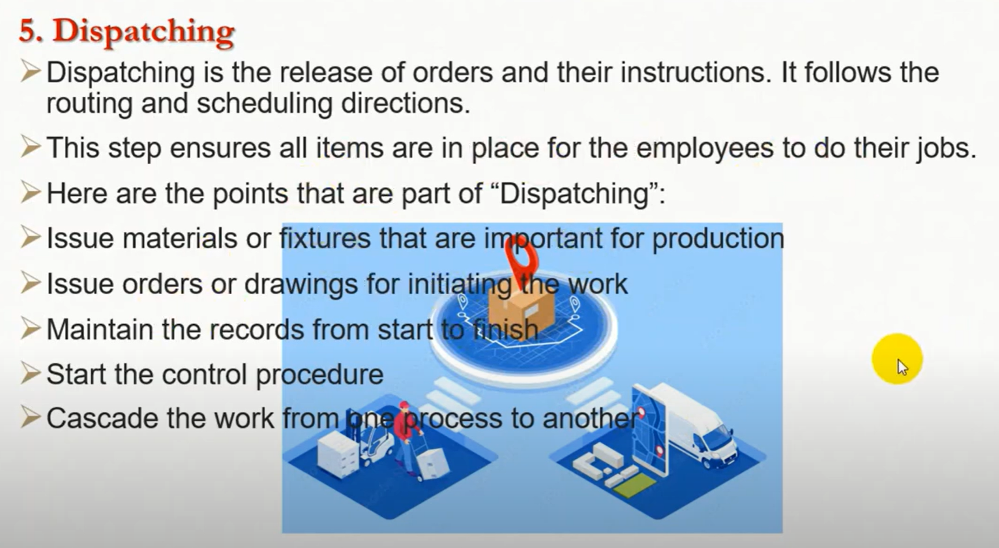 5. Dispatching
Dispatching is the release of orders and their instructions. It follows the
routing and scheduling directions.
This step ensures all items are in place for the employees to do their jobs.
Here are the points that are part of “Dispatching”:
Issue materials or fixtures that are important for production
Issue orders or drawings for initiating the work
Maintain the records from start to finish
Start the control procedure
Cascade the work from one process to another